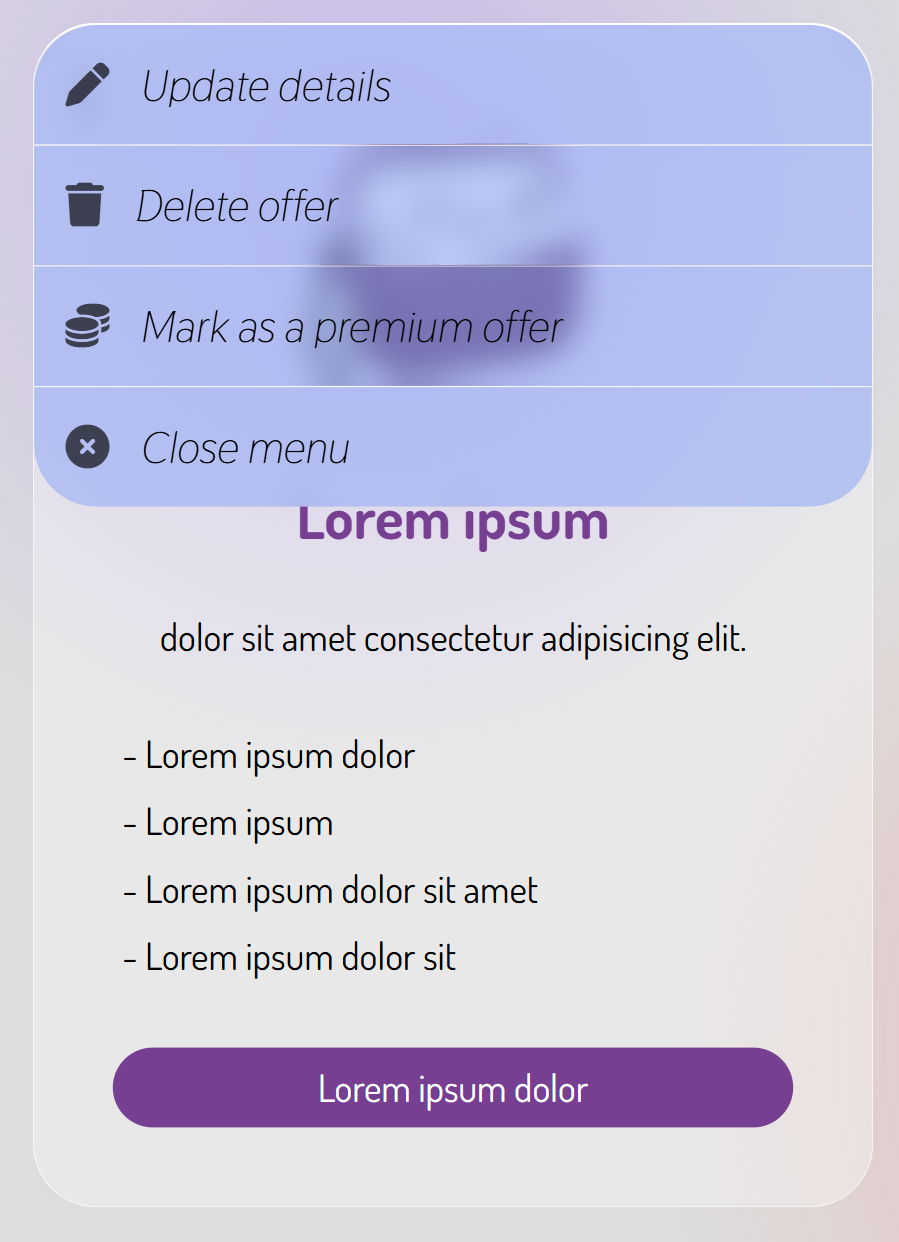 Update details
Delete offer
Mark as a premium offer
Close menu
Lorem ipsum
dolor sit amet consectetur adipisicing elit.
- Lorem ipsum dolor
- Lorem ipsum
- Lorem ipsum dolor sit amet
- Lorem ipsum dolor sit
Lorem ipsum dolor